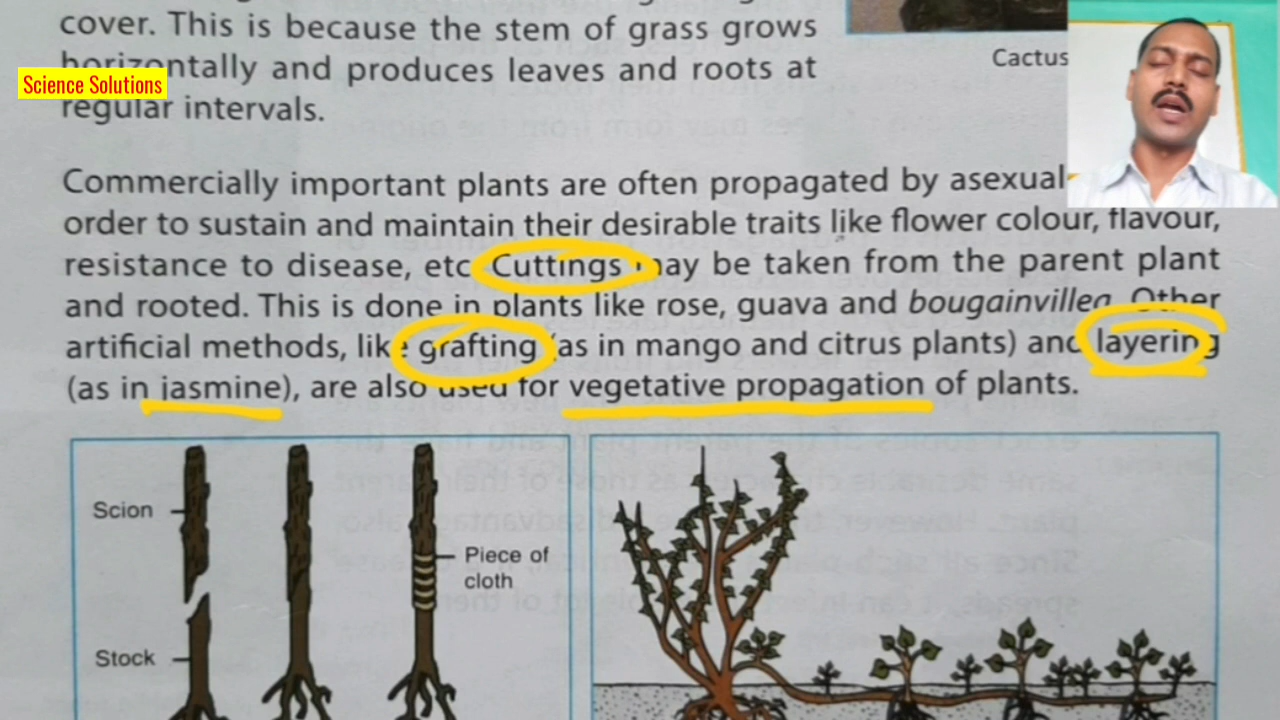 cover. This is because the stem of grass grows
horizontally and produces leaves and roots at
regular intervals.
Cactus
Science Solutions
Commercially important plants are often propagated by asexual
order to sustain and maintain their desirable traits like flower colour, flavour,
resistance to disease, etc Cuttings may be taken from the parent plant
and rooted. This is done in plants like rose, guava and bougainvillea. Other
artificial methods, like grafting (as in mango and citrus plants) and layering
(as in jasmine), are also used for vegetative propagation of plants.
Scion
Piece of
cloth
Stock